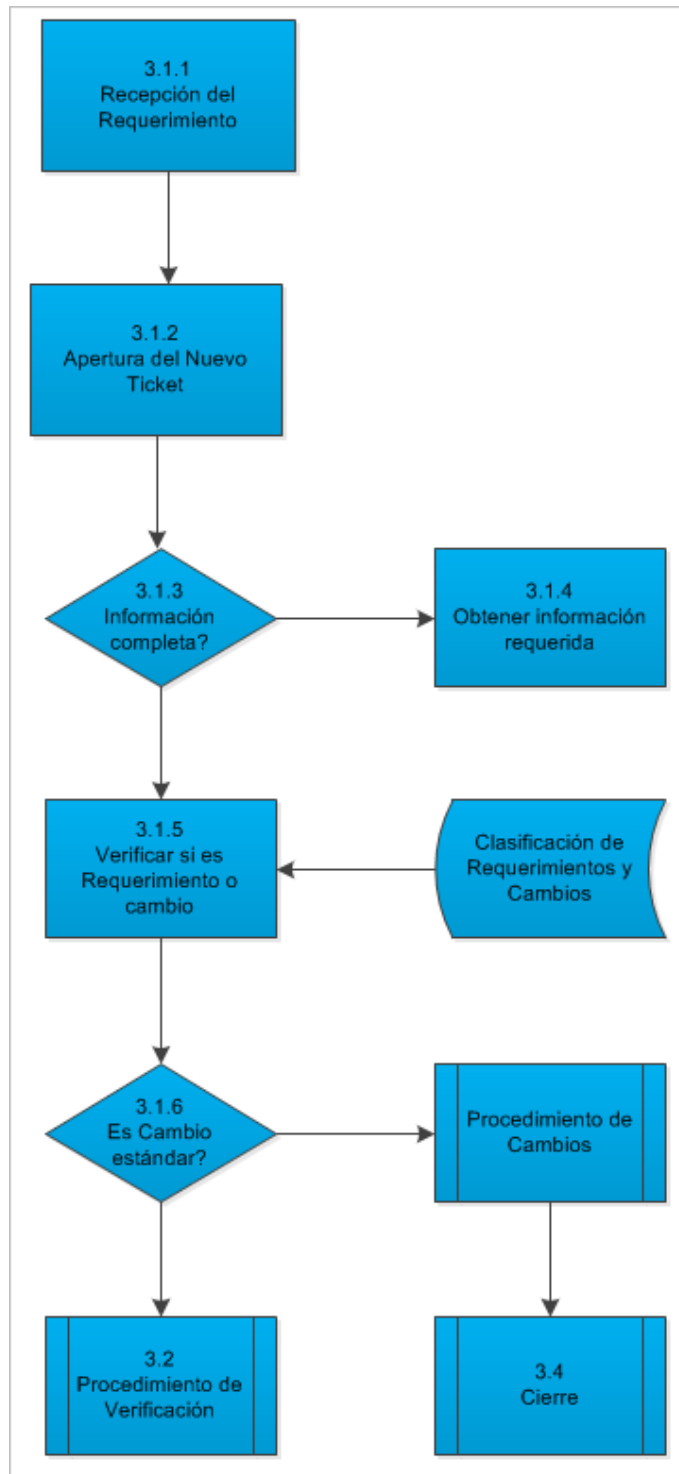 3.1.1
Recepción del
Requerimiento
3.1.2
Apertura del Nuevo
Ticket
3.1.3
Información
completa?
3.1.4
Obtener información
requerida
3.1.5
Verificar si es
Requerimiento o
cambio
Clasificación de
Requerimientos y
Cambios
3.1.6
Es Cambio
estándar?
Procedimiento de
Cambios
3.2
Procedimiento de
Verificación
3.4
Cierre